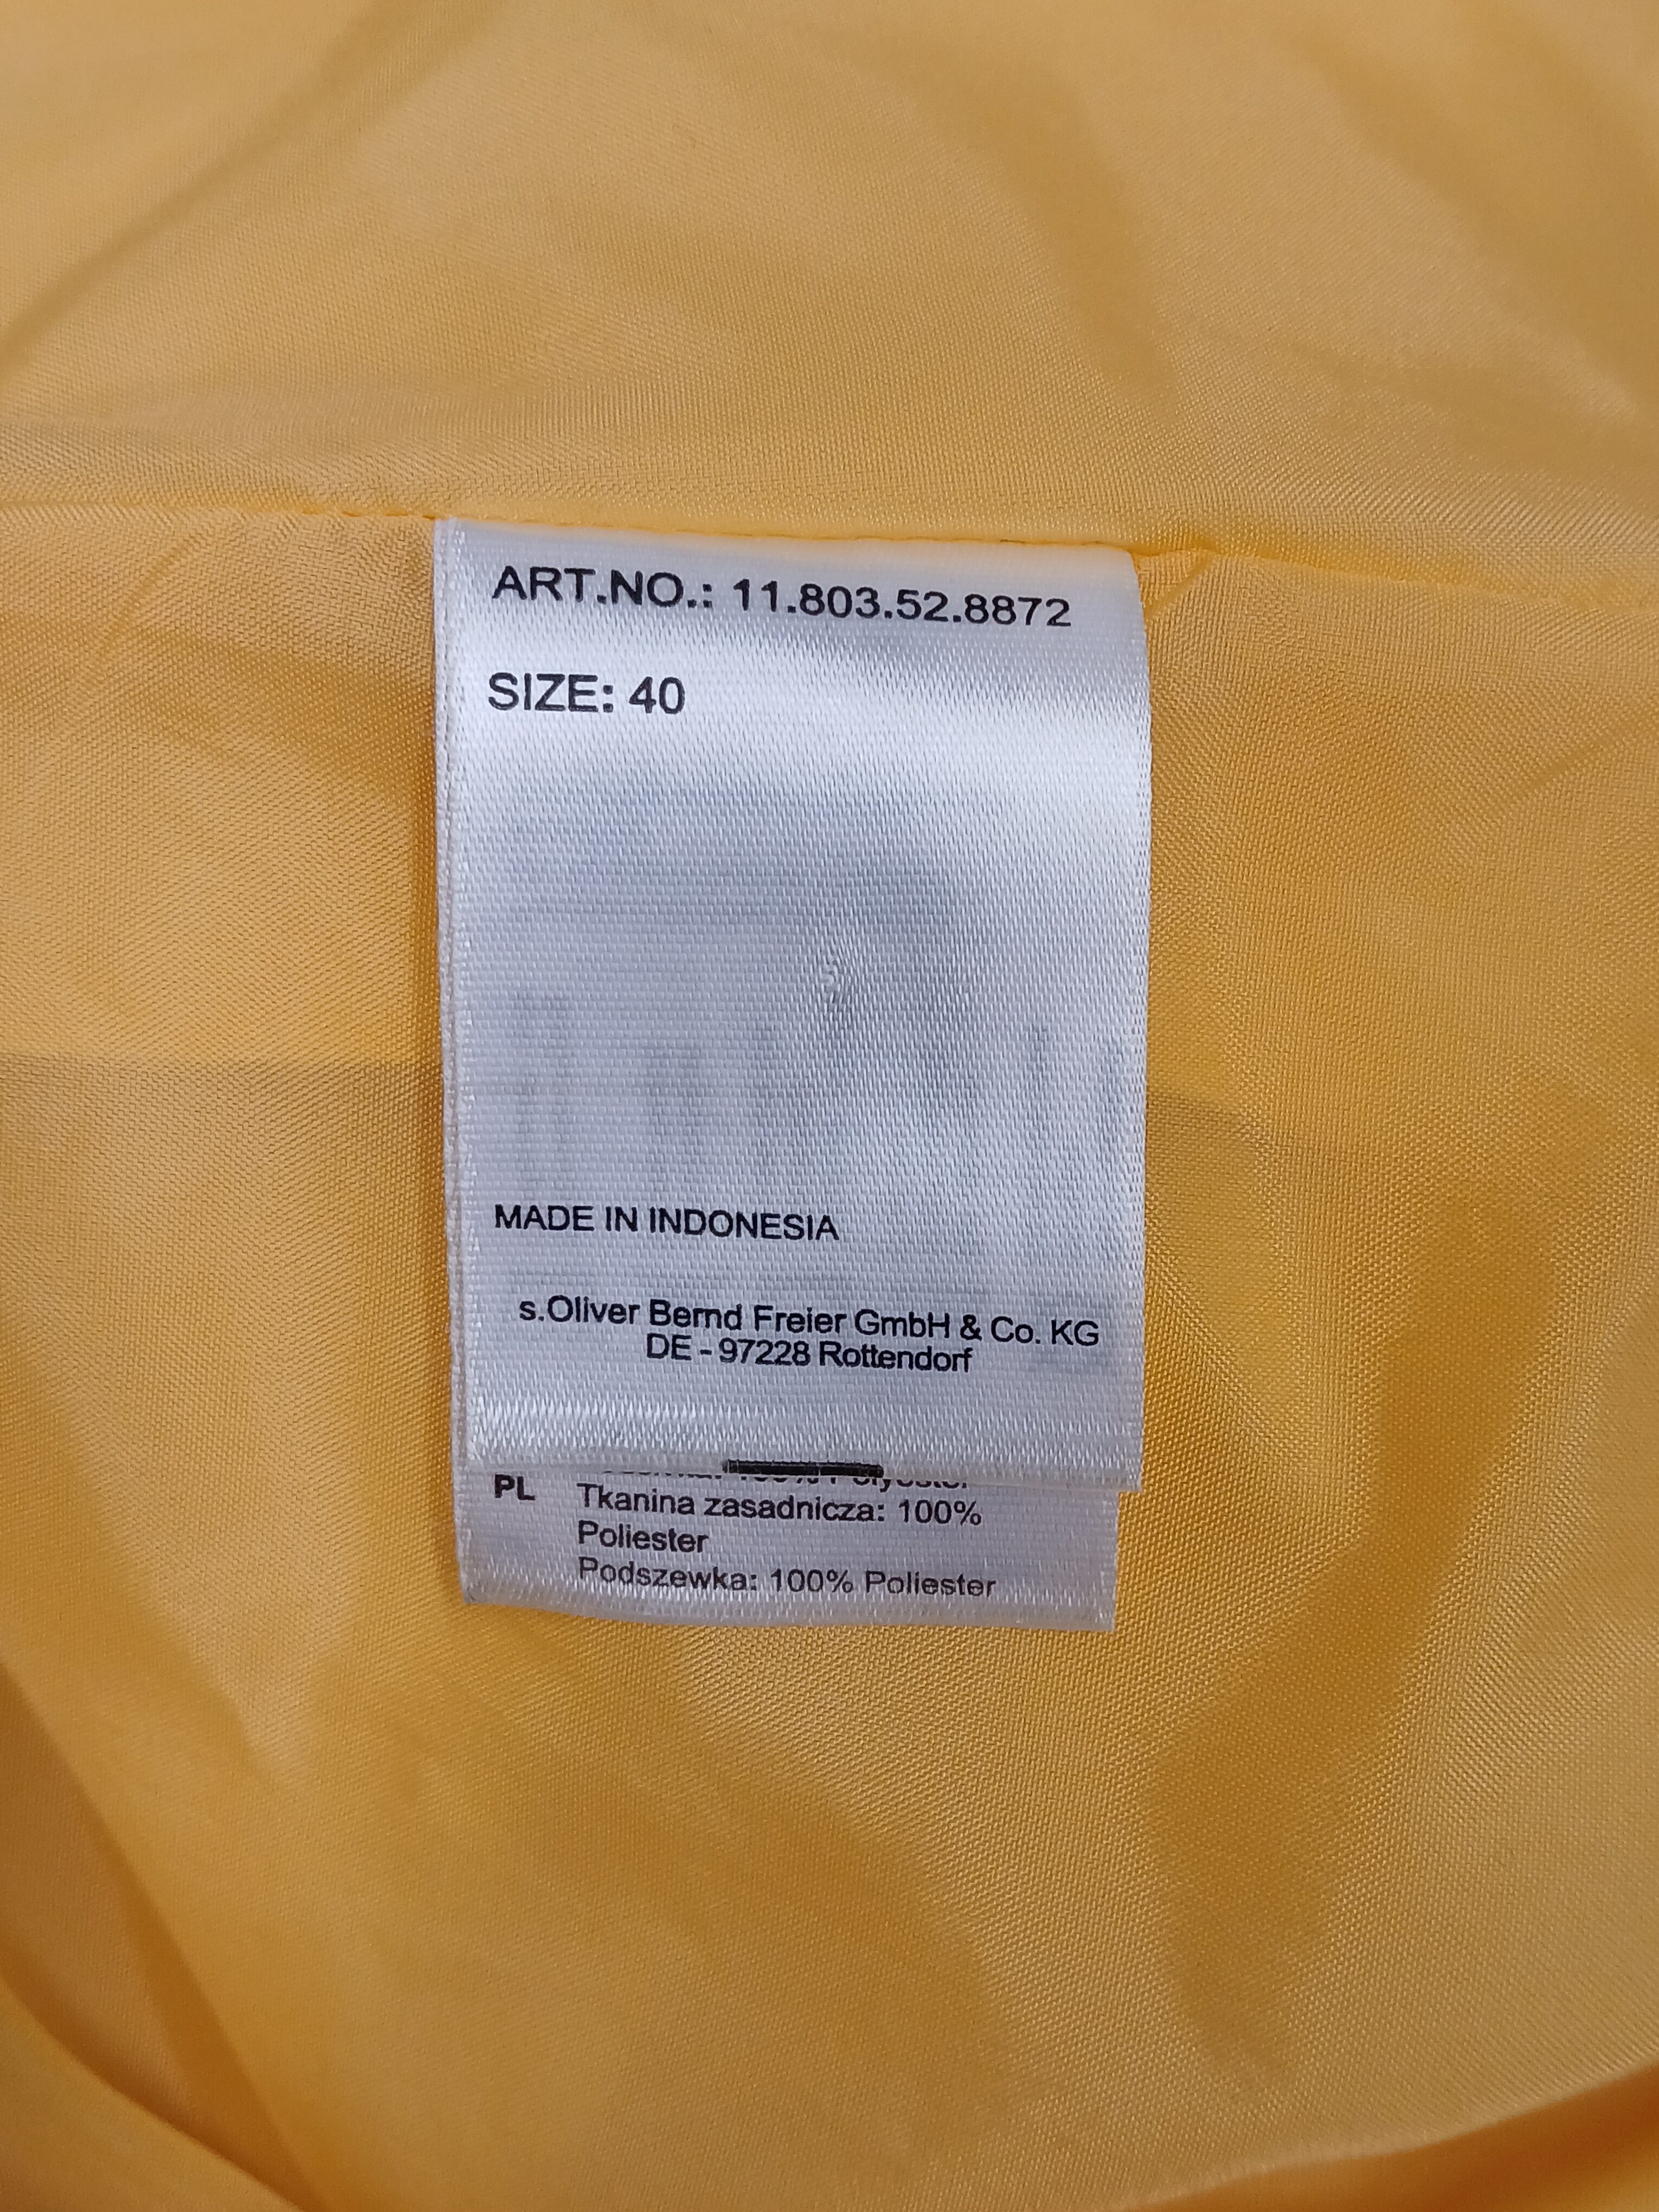 ART.NO.: 11.803.52.8872
SIZE: 40
MADE IN INDONESIA
s.Oliver Bernd Freier GmbH & Co. KG
DE - 97228 Rottendorf
PL Tkanina zasadnicza: 100%
Poliester
Podszewka: 100% Poliester